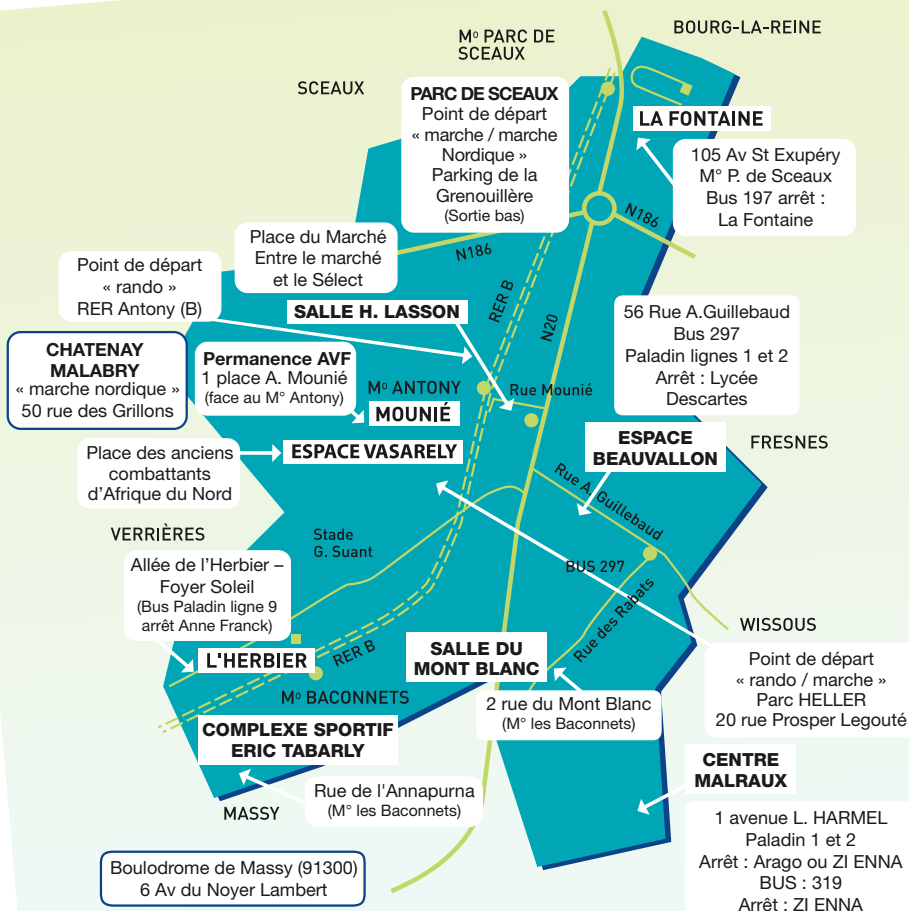 BOURG-LA-REINE
Mº PARC DE
SCEAUX
SCEAUX
PARC DE SCEAUX
Point de départ
« marche / marche
Nordique »
Parking de la
Grenouillère
(Sortie bas)
LA FONTAINE
105 Av St Exupéry
M° P. de Sceaux
Bus 197 arrêt :
La Fontaine
N186
Place du Marché
Entre le marché
et le Sélect
N186
Point de départ
« rando »
RER Antony (B)
RER B
SALLE H. LASSON
N20
56 Rue A.Guillebaud
Bus 297
Paladin lignes 1 et 2
Arrêt : Lycée
Descartes
CHATENAY
MALABRY
« marche nordique »
50 rue des Grillons
Permanence AVF
1 place A. Mounié
(face au M° Antony)
Mº ANTONY
Rue Mounié
MOUNIÉ
ESPACE
BEAUVALLON
FRESNES
Place des anciens
combattants
d'Afrique du Nord
ESPACE VASARELY
Rue A. Guillebaud
VERRIÈRES
Stade
G. Suant
BUS 297
Allée de l'Herbier –
Foyer Soleil
(Bus Paladin ligne 9
arrêt Anne Franck)
Rue des Rabats
WISSOUS
L'HERBIER
RER B
SALLE DU
MONT BLANC
Point de départ
« rando / marche »
Parc HELLER
20 rue Prosper Legouté
Mº BACONNETS
2 rue du Mont Blanc
(M° les Baconnets)
COMPLEXE SPORTIF
ERIC TABARLY
CENTRE
MALRAUX
MASSY
Rue de l'Annapurna
(M° les Baconnets)
1 avenue L. HARMEL
Paladin 1 et 2
Arrêt : Arago ou ZI ENNA
BUS : 319
Arrêt : ZI ENNA
Boulodrome de Massy (91300)
6 Av du Noyer Lambert